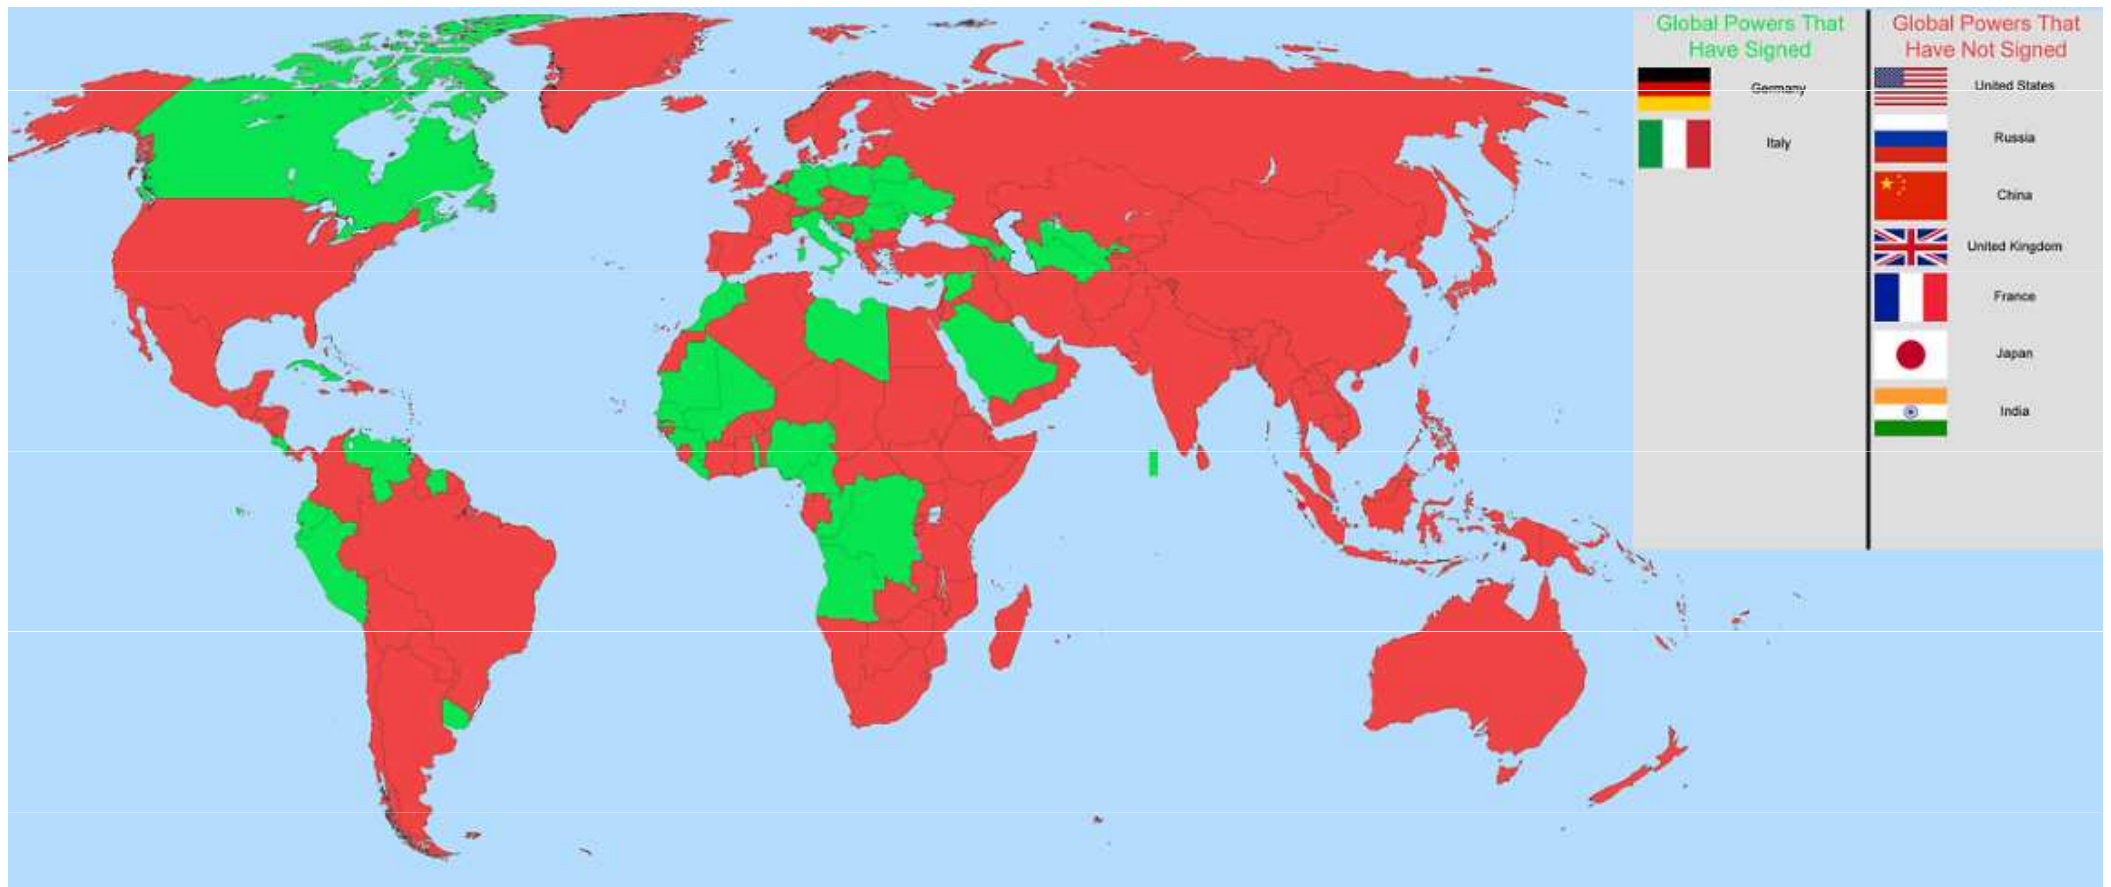 Global Powers That
Have Signed
Germany
Italy
Global Powers That
Have Not Signed
United States
Russia
China
United Kingdom
France
Japan
India